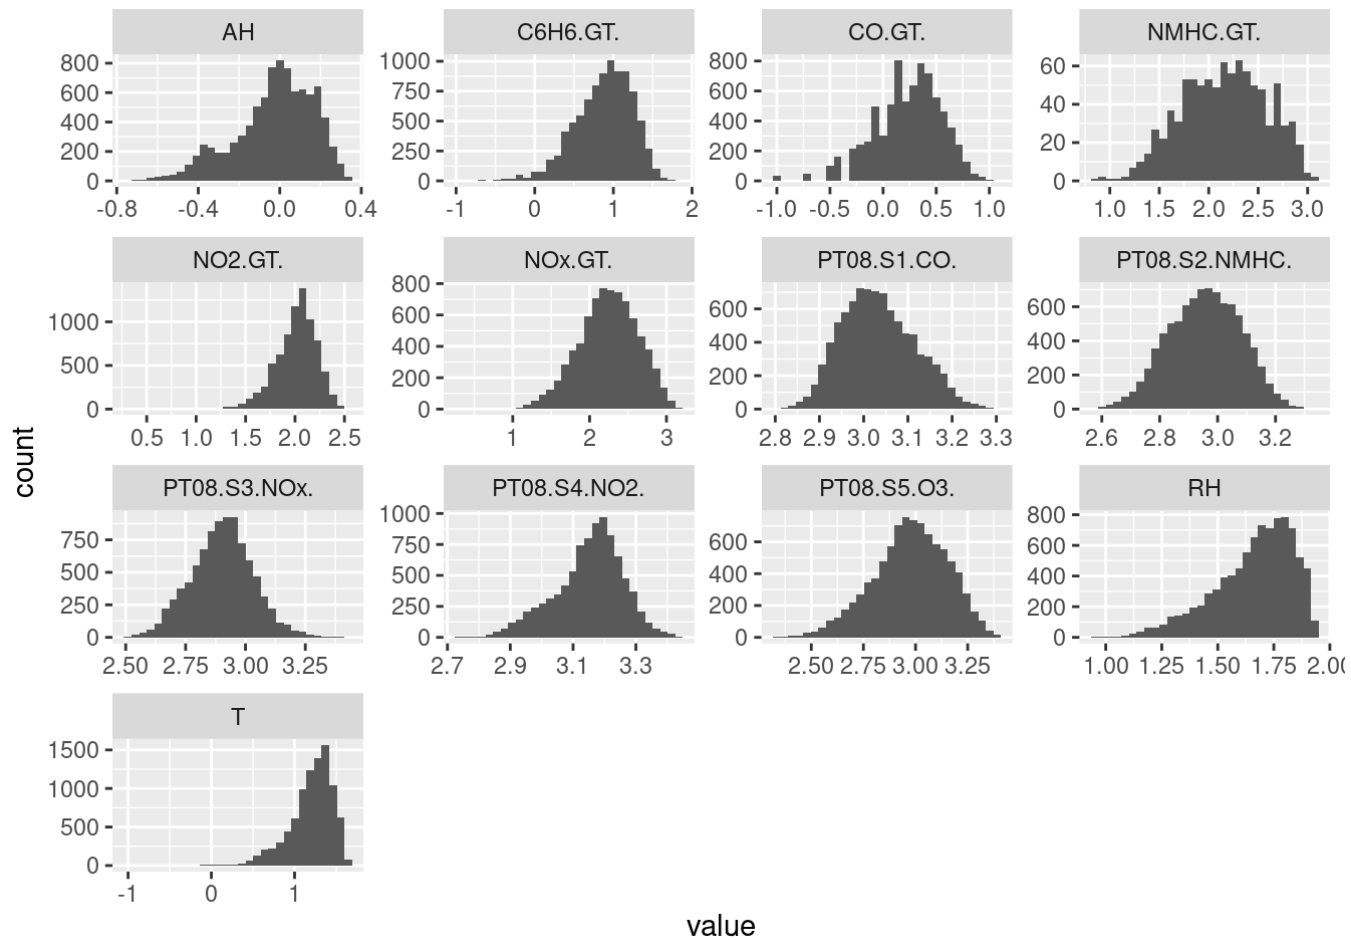 AH
C6H6.GT.
CO.GT.
NMHC.GT.
800
600
400
200
0
-0.8 -0.4 0.0 0.4
1000
750
500
250
0
-1 0 1 2
800
600
400
200
0
-1.0 -0.5 0.0 0.5 1.0
60
40
20
0
1.0 1.5 2.0 2.5 3.0
NO2.GT.
NOx.GT.
PT08.S1.CO.
PT08.S2.NMHC.
1000
500
0
0.5 1.0 1.5 2.0 2.5
800
600
400
200
0
1 2 3
600
400
200
0
2.8 2.9 3.0 3.1 3.2 3.3
600
400
200
0
2.6 2.8 3.0 3.2
count
PT08.S3.NOx.
PT08.S4.NO2.
PT08.S5.O3.
RH
750
500
250
0
2.50 2.75 3.00 3.25
1000
750
500
250
0
2.7 2.9 3.1 3.3
600
400
200
0
2.50 2.75 3.00 3.25
800
600
400
200
0
1.00 1.25 1.50 1.75 2.00
T
1500
1000
500
0
-1 0 1
value